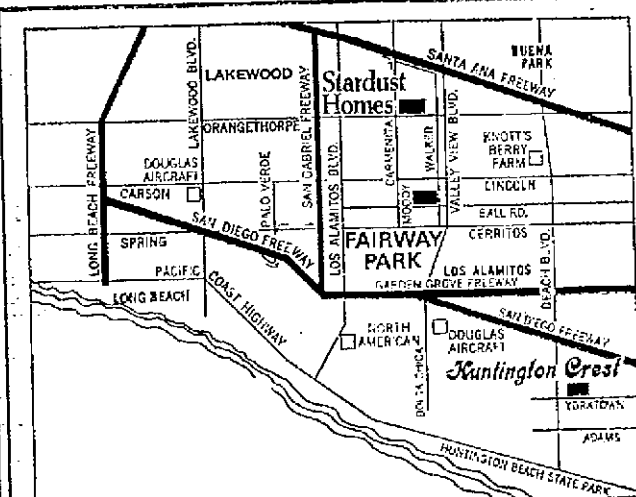 LAKEWOOD BLVD.
LAKEWOOD
SAN GABRIEL FREEWAY
SANTA ANA FREEWAY
BUENA
PARK
Stardust
Homes
ORANGETHORPE
LONG BEACH FREEWAY
DOUGLAS
AIRCRAFT
CARSON
PALO VERDE
LOS ALAMITOS BLVD.
CARMENITA
MOODY
WALKER
VALLEY VIEW BLVD.
KNOTT'S
BERRY
FARM
LINCOLN
BALL RD.
CERRITOS
SPRING
SAN DIEGO FREEWAY
FAIRWAY
PARK
LOS ALAMITOS
BEACH BLVD.
PACIFIC
COAST HIGHWAY
GARDEN GROVE FREEWAY
LONG BEACH
NORTH
AMERICAN
BOLSA CHICA
DOUGLAS
AIRCRAFT
SAN DIEGO FREEWAY
Huntington Crest
YORKTOWN
ADAMS
HUNTINGTON BEACH STATE PARK